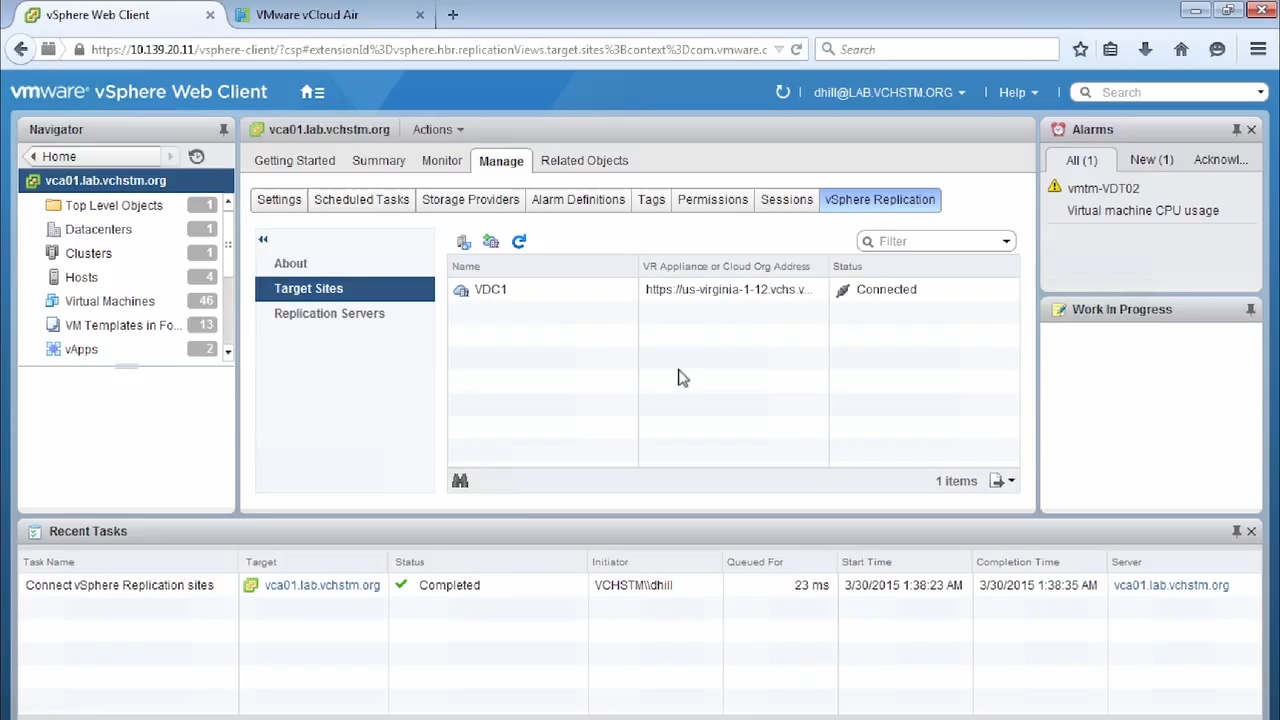 vSphere Web Client
VMware vCloud Air
https://10.139.20.11/vsphere-client/?csp#extensionId%3Dvsphere.hbr.replicationViews.target.sites%3Bcontext%3Dcom.vmware.c
Search
vmware® vSphere Web Client
dhill@LAB.VCHSTM.ORG
Help
Search
Navigator
Home
vca01.lab.vchstm.org
Top Level Objects 1
Datacenters 1
Clusters 1
Hosts 4
Virtual Machines 46
VM Templates in Fo... 13
vApps 2
vca01.lab.vchstm.org Actions
Getting Started Summary Monitor Manage Related Objects
Settings Scheduled Tasks Storage Providers Alarm Definitions Tags Permissions Sessions vSphere Replication
About
Target Sites
Replication Servers
Filter
Name VR Appliance or Cloud Org Address Status
VDC1 https://us-virginia-1-12.vchs.v... Connected
1 items
Alarms
All (1) New (1) Acknowl...
vmtm-VDT02
Virtual machine CPU usage
Work In Progress
Recent Tasks
Task Name Target Status Initiator Queued For Start Time Completion Time Server
Connect vSphere Replication sites vca01.lab.vchstm.org Completed VCHSTM\\dhill 23 ms 3/30/2015 1:38:23 AM 3/30/2015 1:38:35 AM vca01.lab.vchstm.org